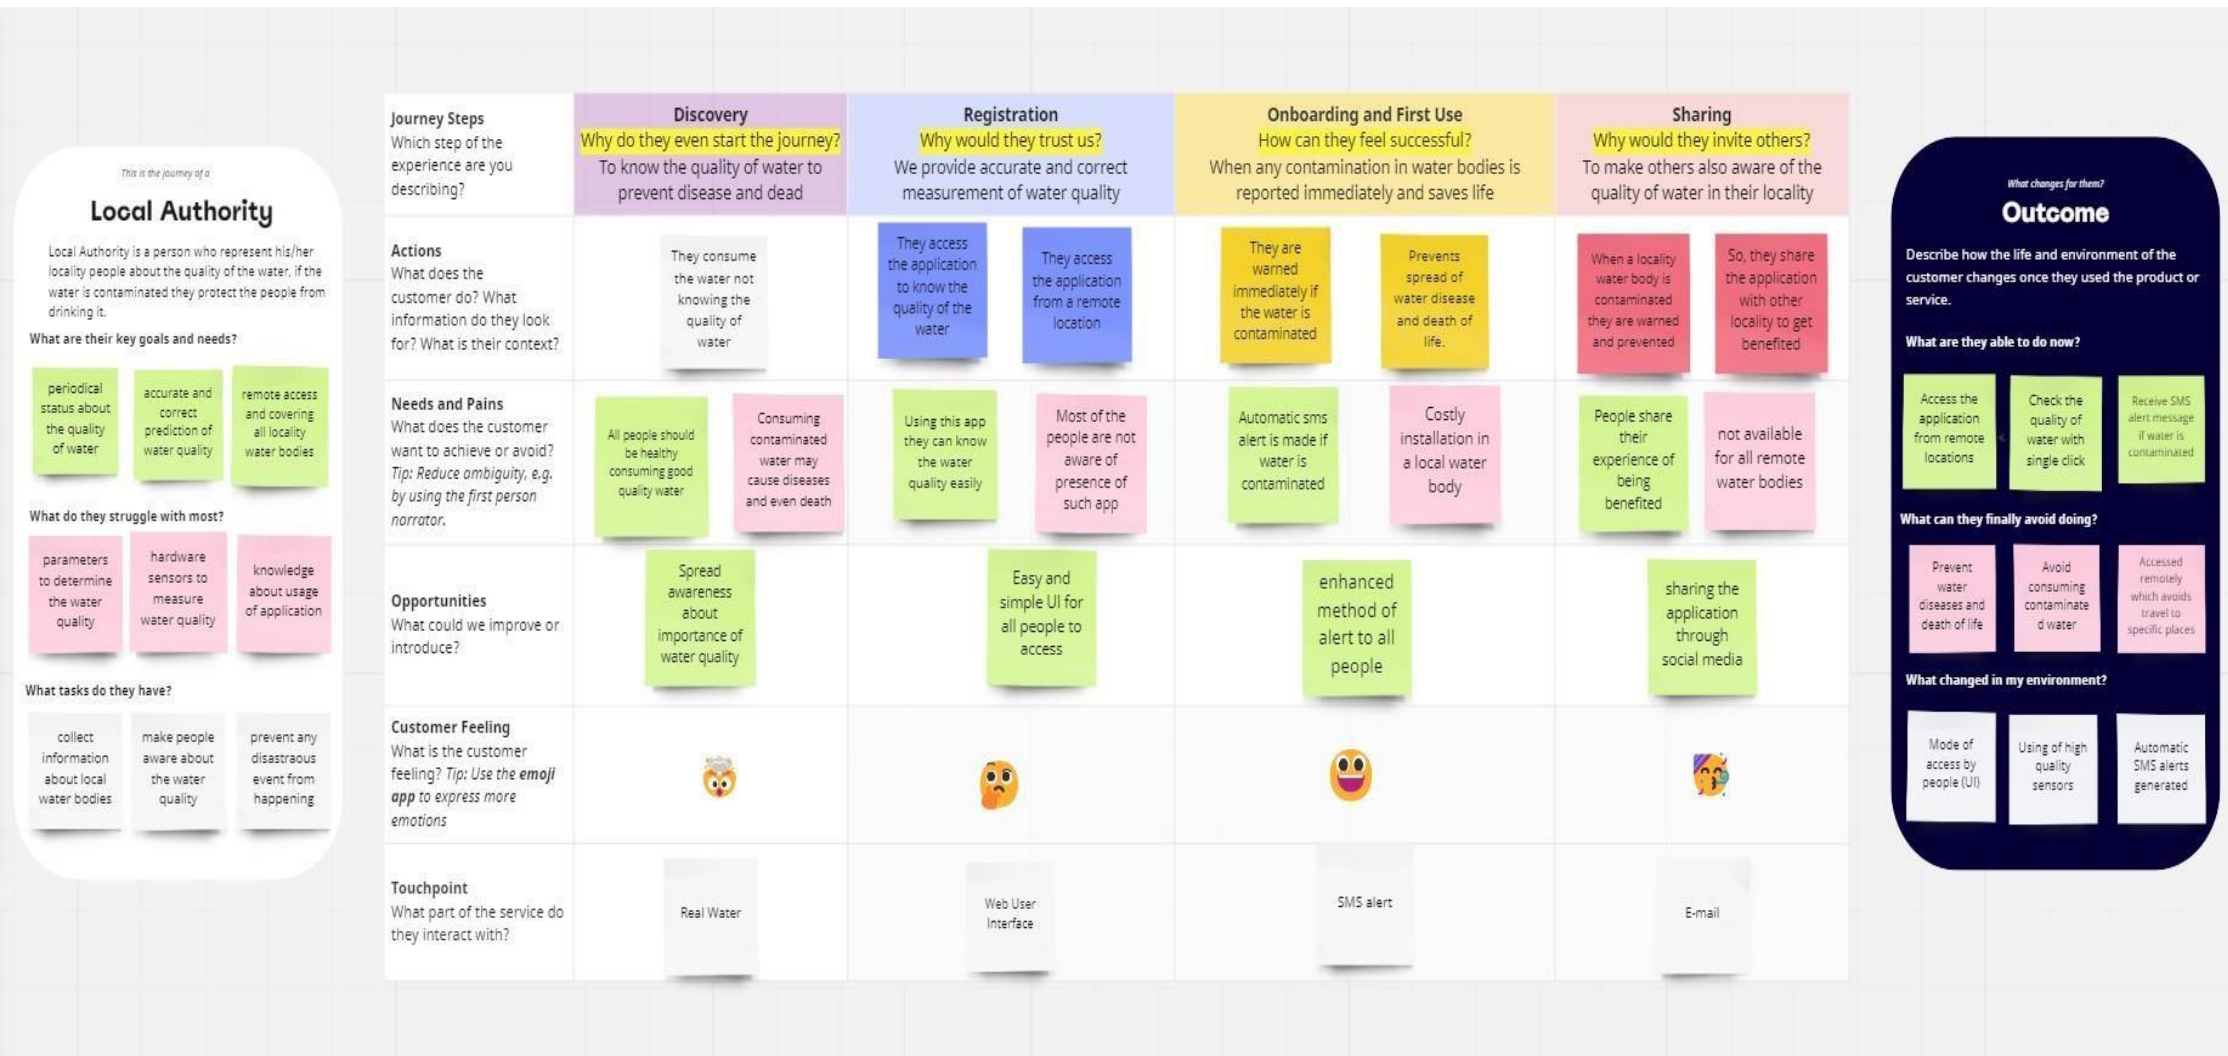 This is the journey of a
Local Authority
Local Authority is a person who represent his/her
locality people about the quality of the water, if the
water is contaminated they protect the people from
drinking it.
What are their key goals and needs?
periodical
status about
the quality
of water
accurate and
correct
prediction of
water quality
remote access
and covering
all locality
water bodies
What do they struggle with most?
parameters
to determine
the water
quality
hardware
sensors to
measure
water quality
knowledge
about usage
of application
What tasks do they have?
collect
information
about local
water bodies
make people
aware about
the water
quality
prevent any
disastraous
event from
happening
Journey Steps
Which step of the
experience are you
describing?
Discovery
Why do they even start the journey?
To know the quality of water to
prevent disease and dead
Registration
Why would they trust us?
We provide accurate and correct
measurement of water quality
Onboarding and First Use
How can they feel successful?
When any contamination in water bodies is
reported immediately and saves life
Sharing
Why would they invite others?
To make others also aware of the
quality of water in their locality
Actions
What does the
customer do? What
information do they look
for? What is their context?
They consume
the water not
knowing the
quality of
water
They access
the application
to know the
quality of the
water
They access
the application
from a remote
location
They are
warned
immediately if
the water is
contaminated
Prevents
spread of
water disease
and death of
life.
When a locality
water body is
contaminated
they are warned
and prevented
So, they share
the application
with other
locality to get
benefited
Needs and Pains
What does the customer
want to achieve or avoid?
Tip: Reduce ambiguity, e.g.
by using the first person
narrator.
All people should
be healthy
consuming good
quality water
Consuming
contaminated
water may
cause diseases
and even death
Using this app
they can know
the water
quality easily
Most of the
people are not
aware of
presence of
such app
Automatic sms
alert is made if
water is
contaminated
Costly
installation in
a local water
body
People share
their
experience of
being
benefited
not available
for all remote
water bodies
Opportunities
What could we improve or
introduce?
Spread
awareness
about
importance of
water quality
Easy and
simple UI for
all people to
access
enhanced
method of
alert to all
people
sharing the
application
through
social media
Customer Feeling
What is the customer
feeling? Tip: Use the emoji
app to express more
emotions
Touchpoint
What part of the service do
they interact with?
Real Water
Web User
Interface
SMS alert
E-mail
What changes for them?
Outcome
Describe how the life and environment of the
customer changes once they used the product or
service.
What are they able to do now?
Access the
application
from remote
locations
Check the
quality of
water with
single click
Receive SMS
alert message
if water is
contaminated
What can they finally avoid doing?
Prevent
water
diseases and
death of life
Avoid
consuming
contaminate
d water
Accessed
remotely
which avoids
travel to
specific places
What changed in my environment?
Mode of
access by
people (UI)
Using of high
quality
sensors
Automatic
SMS alerts
generated